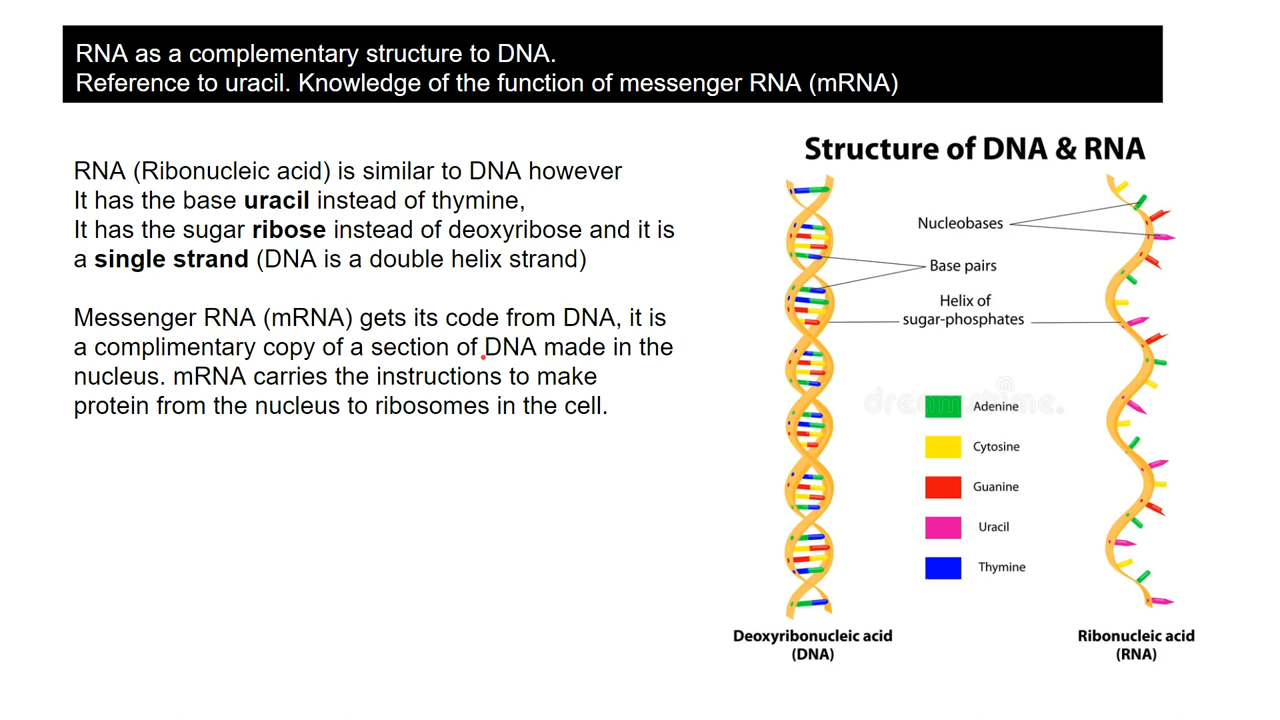 RNA as a complementary structure to DNA.
Reference to uracil. Knowledge of the function of messenger RNA (mRNA)
RNA (Ribonucleic acid) is similar to DNA however
It has the base uracil instead of thymine,
It has the sugar ribose instead of deoxyribose and it is
a single strand (DNA is a double helix strand)
Messenger RNA (mRNA) gets its code from DNA, it is
a complimentary copy of a section of DNA made in the
nucleus. mRNA carries the instructions to make
protein from the nucleus to ribosomes in the cell.
Structure of DNA & RNA
Nucleobases
Base pairs
Helix of
sugar-phosphates
dreamstime.
Adenine
Cytosine
Guanine
Uracil
Thymine
Deoxyribonucleic acid
(DNA)
Ribonucleic acid
(RNA)